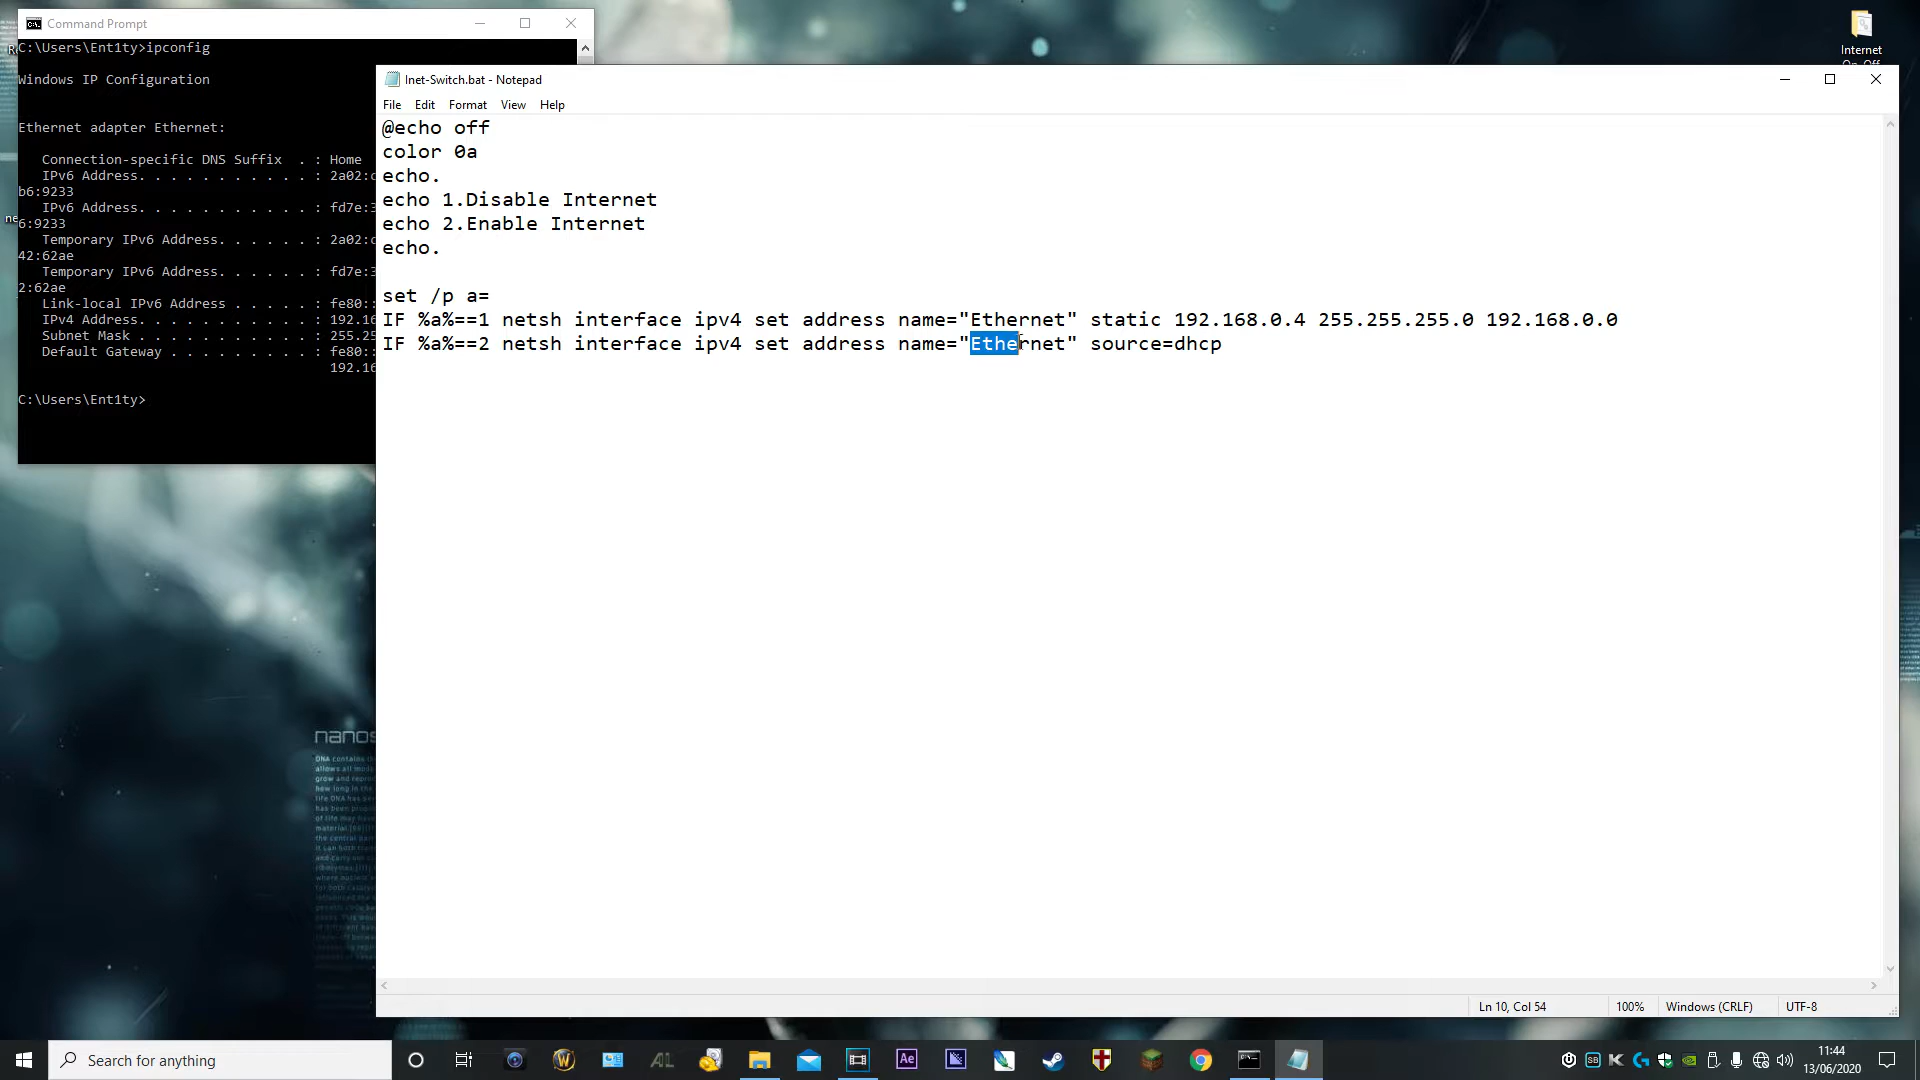 Command Prompt
C:\Users\Ent1ty>ipconfig
Windows IP Configuration
Ethernet adapter Ethernet:
Connection-specific DNS Suffix . : Home
IPv6 Address. . . . . . . . . . . : 2a02:
b6:9233
IPv6 Address. . . . . . . . . . . : fd7e:3
6:9233
Temporary IPv6 Address. . . . . . : 2a02:
42:62ae
Temporary IPv6 Address. . . . . . : fd7e:3
2:62ae
Link-local IPv6 Address . . . . . : fe80::
IPv4 Address. . . . . . . . . . . : 192.16
Subnet Mask . . . . . . . . . . . : 255.25
Default Gateway . . . . . . . . . : fe80::
192.16
C:\Users\Ent1ty>
Internet
Inet-Switch.bat - Notepad
File Edit Format View Help
@echo off
color 0a
echo.
echo 1.Disable Internet
echo 2.Enable Internet
echo.
set /p a=
IF %a%==1 netsh interface ipv4 set address name="Ethernet" static 192.168.0.4 255.255.255.0 192.168.0.0
IF %a%==2 netsh interface ipv4 set address name="Ethernet" source=dhcp
nanos
Ln 10, Col 54
100%
Windows (CRLF)
UTF-8
Search for anything
11:44
13/06/2020